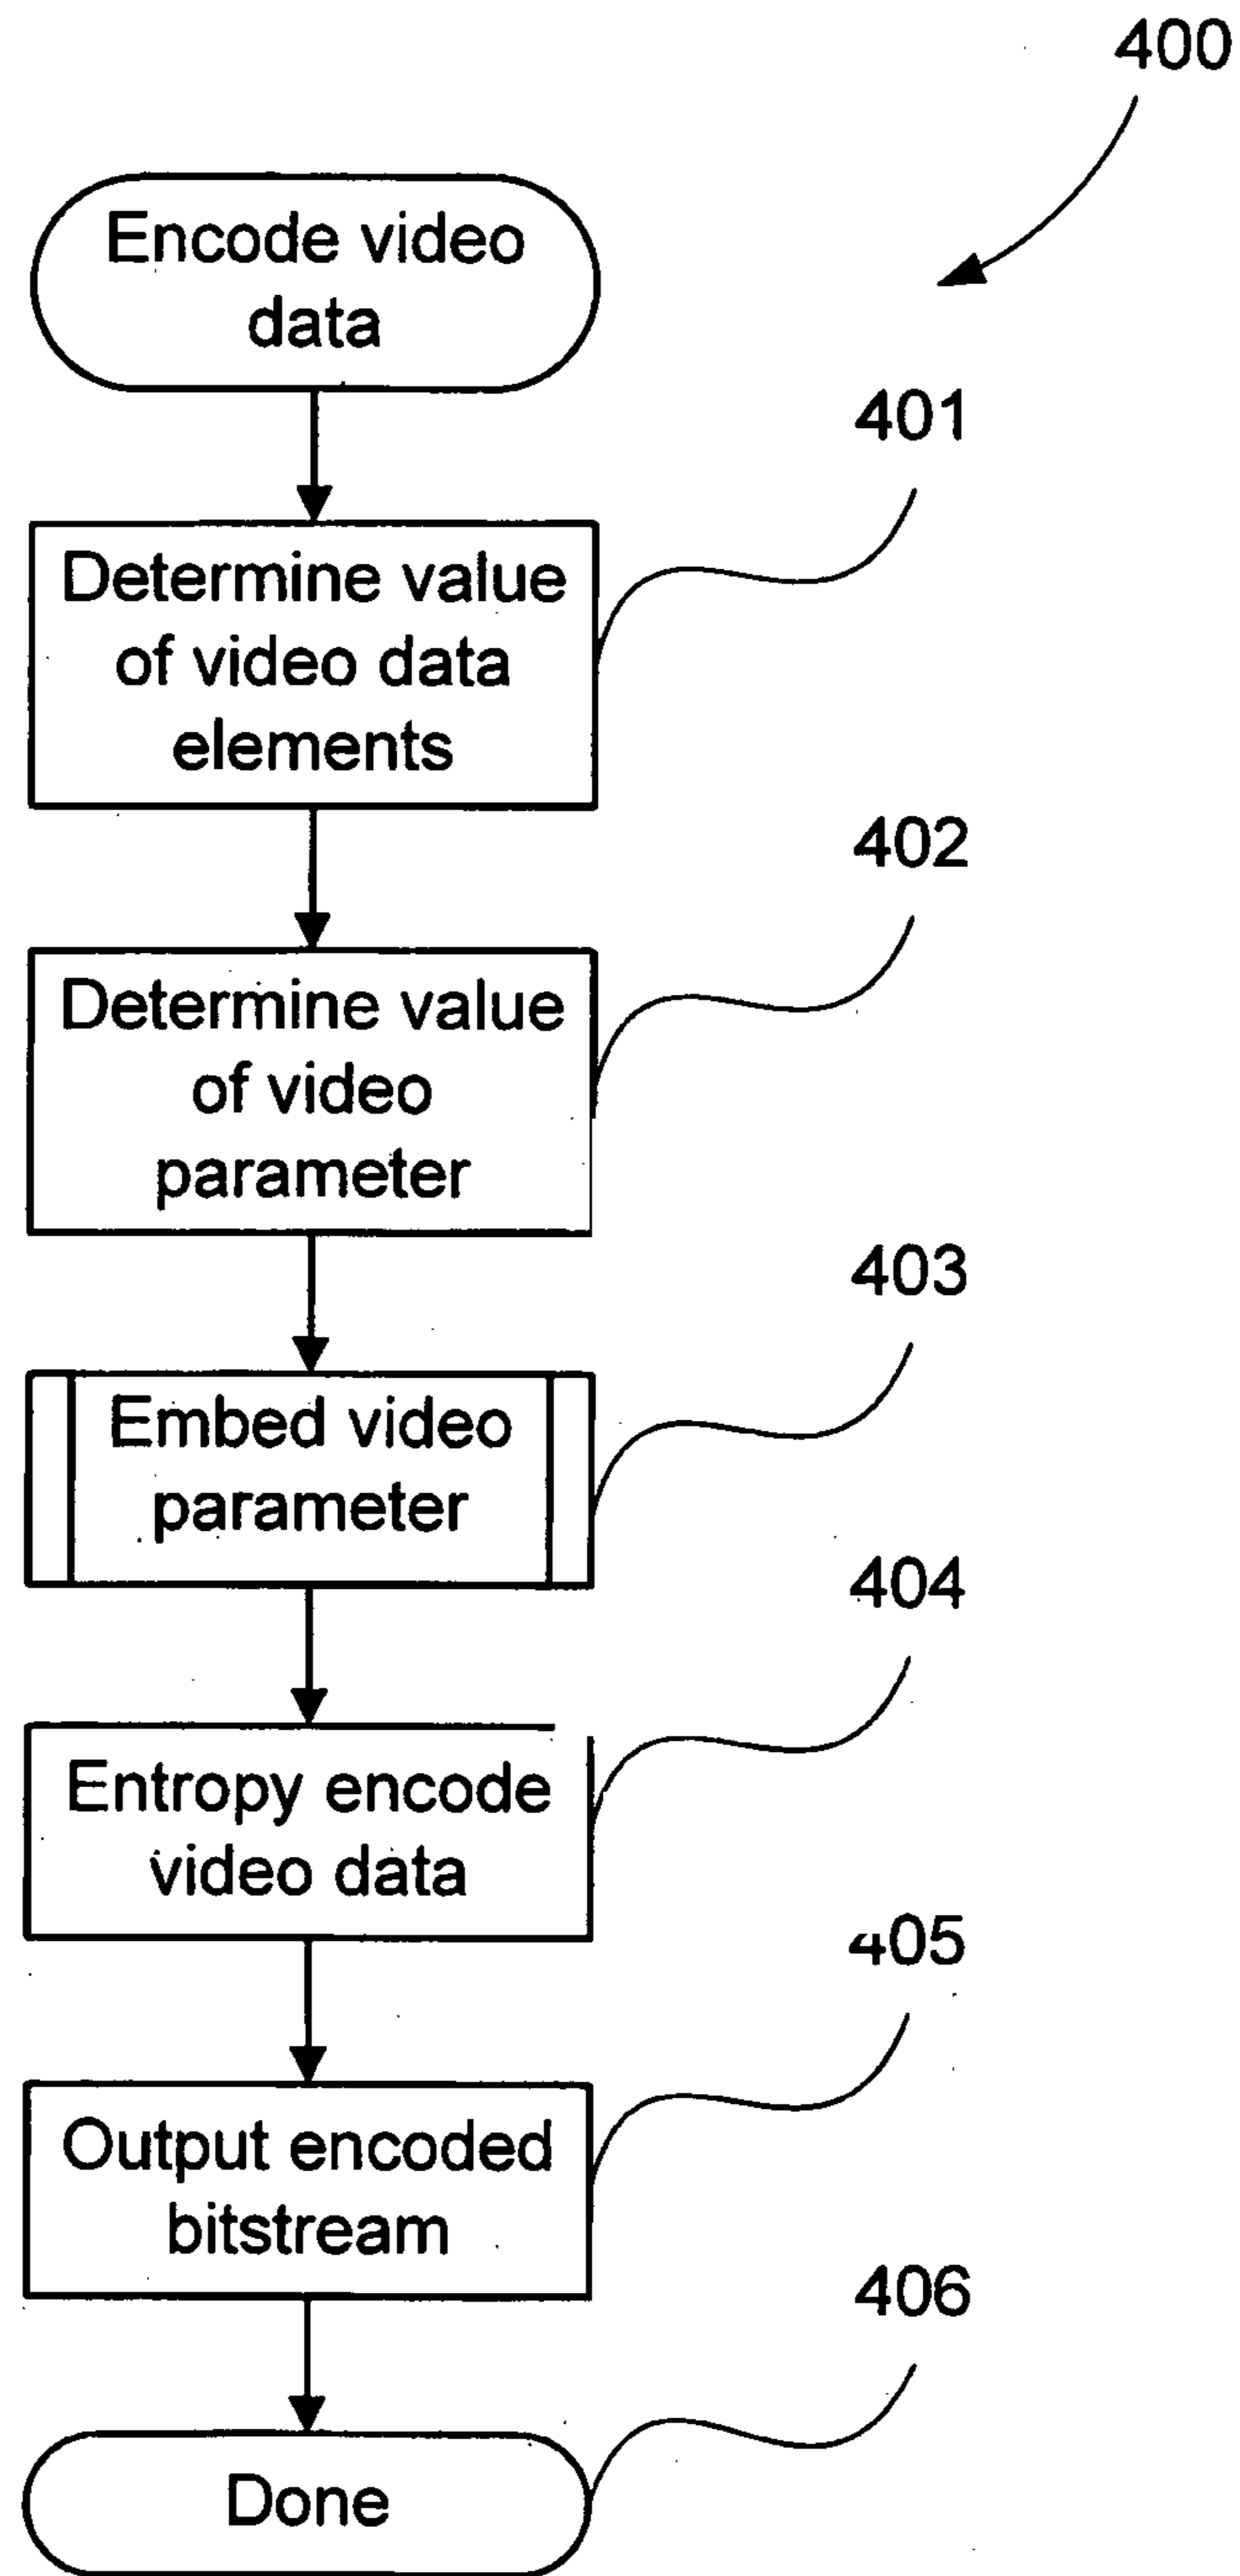 400
Encode video
data
401
Determine value
of video data
elements
402
Determine value
of video
parameter
403
Embed video
parameter
404
Entropy encode
video data
405
Output encoded
bitstream
406
Done